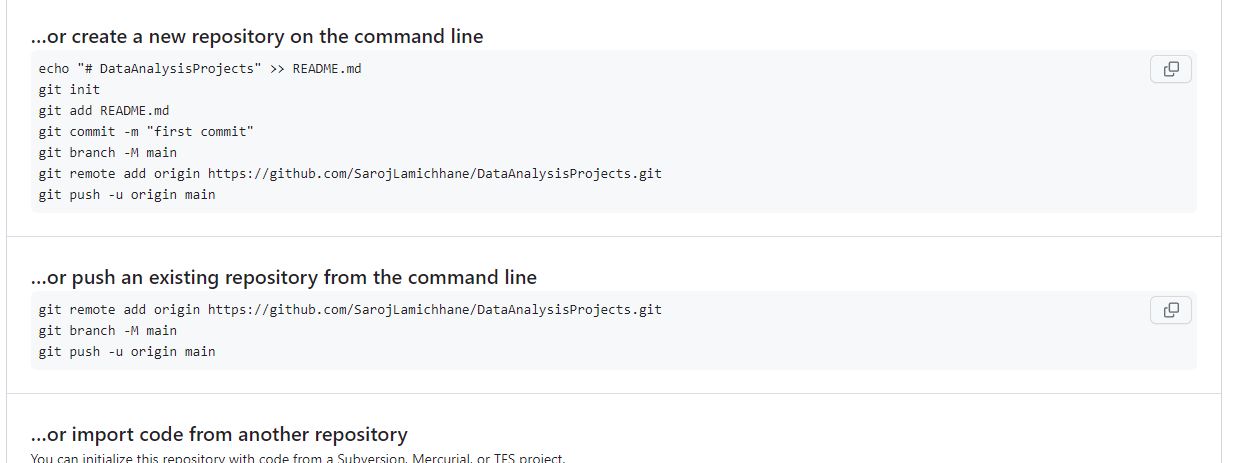 ...or create a new repository on the command line
echo "# DataAnalysisProjects" >> README.md
git init
git add README.md
git commit -m "first commit"
git branch -M main
git remote add origin https://github.com/SarojLamichhane/DataAnalysisProjects.git
git push -u origin main
...or push an existing repository from the command line
git remote add origin https://github.com/SarojLamichhane/DataAnalysisProjects.git
git branch -M main
git push -u origin main
...or import code from another repository
You can initialize this repository with code from a Subversion, Mercurial, or TFS project.